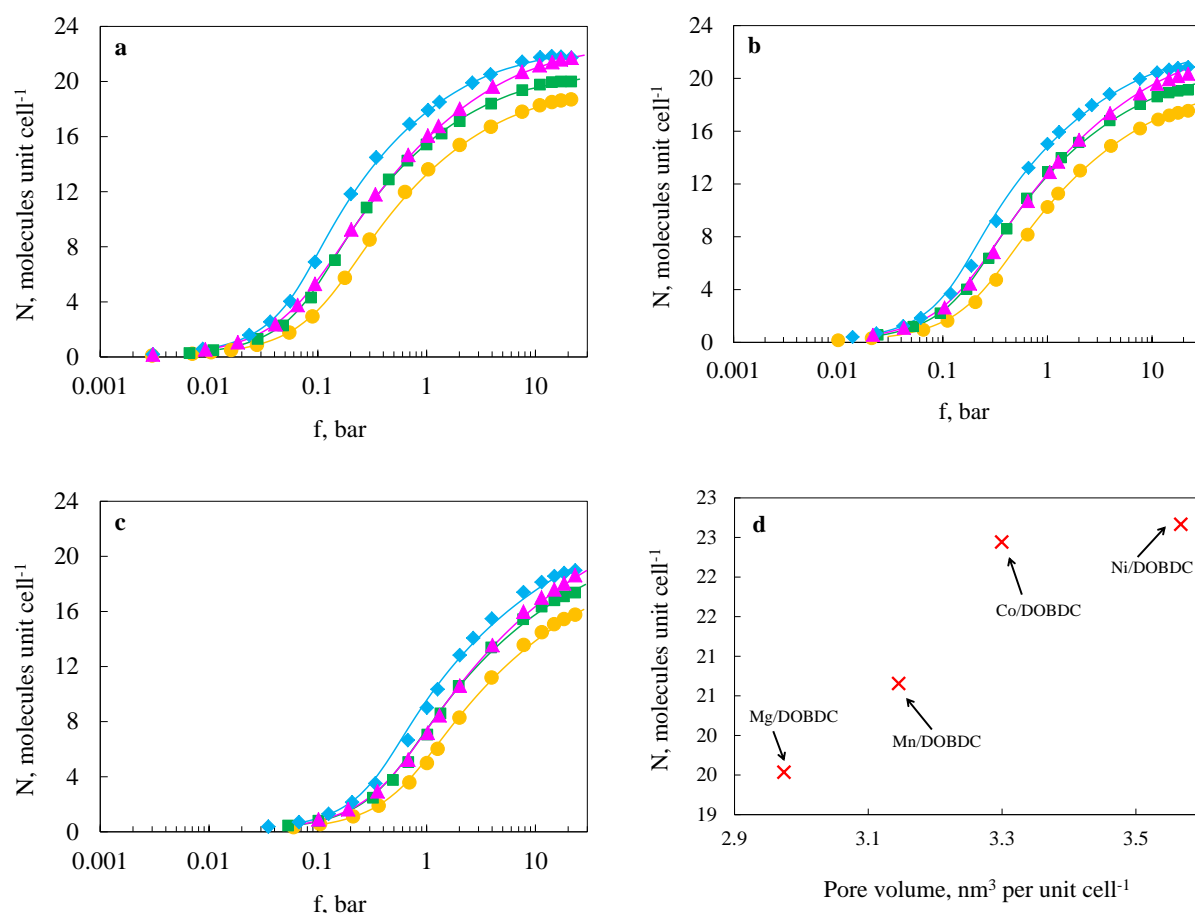 a
24
20
16
12
8
4
0
N, molecules unit cell⁻¹
0.001 0.01 0.1 1 10
f, bar
b
24
20
16
12
8
4
0
N, molecules unit cell⁻¹
0.001 0.01 0.1 1 10
f, bar
c
24
20
16
12
8
4
0
N, molecules unit cell⁻¹
0.001 0.01 0.1 1 10
f, bar
d
23
23
22
22
21
21
20
20
19
N, molecules unit cell⁻¹
Ni/DOBDC
Co/DOBDC
Mg/DOBDC
Mn/DOBDC
2.9 3.1 3.3 3.5
Pore volume, nm³ per unit cell⁻¹